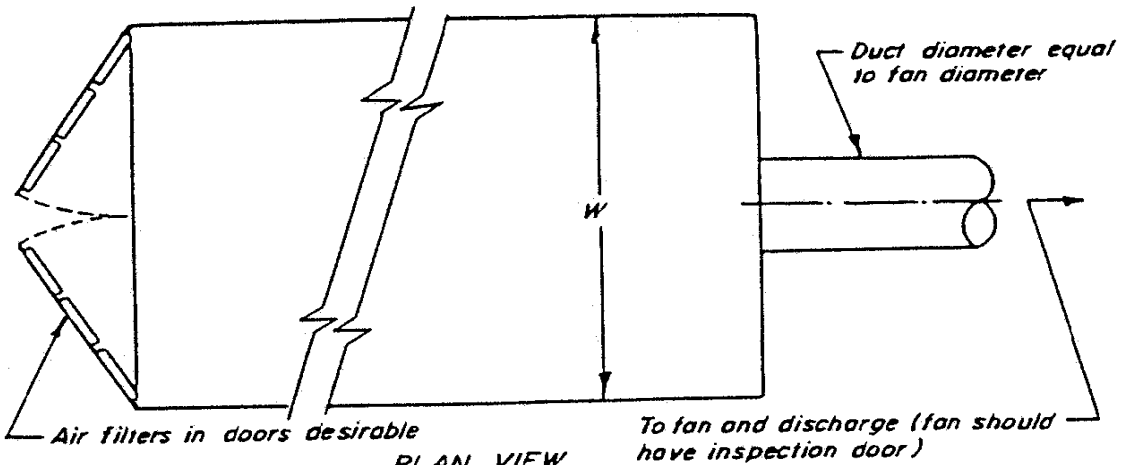 Duct diameter equal
to fan diameter
W
Air filters in doors desirable
To fan and discharge (fan should
have inspection door)
PLAN VIEW